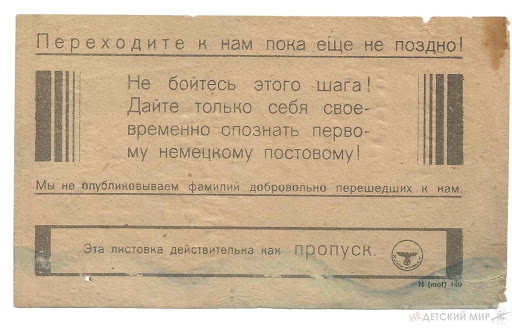 Переходите к нам пока еще не поздно!
Не бойтесь этого шага!
Дайте только себя свое-
временно опознать перво-
му немецкому постовому!
Мы не опубликовываем фамилий добровольно перешедших к нам.
Эта листовка действительна как пропуск.
N (mot) 149
НЕДЕТСКИЙ МИР